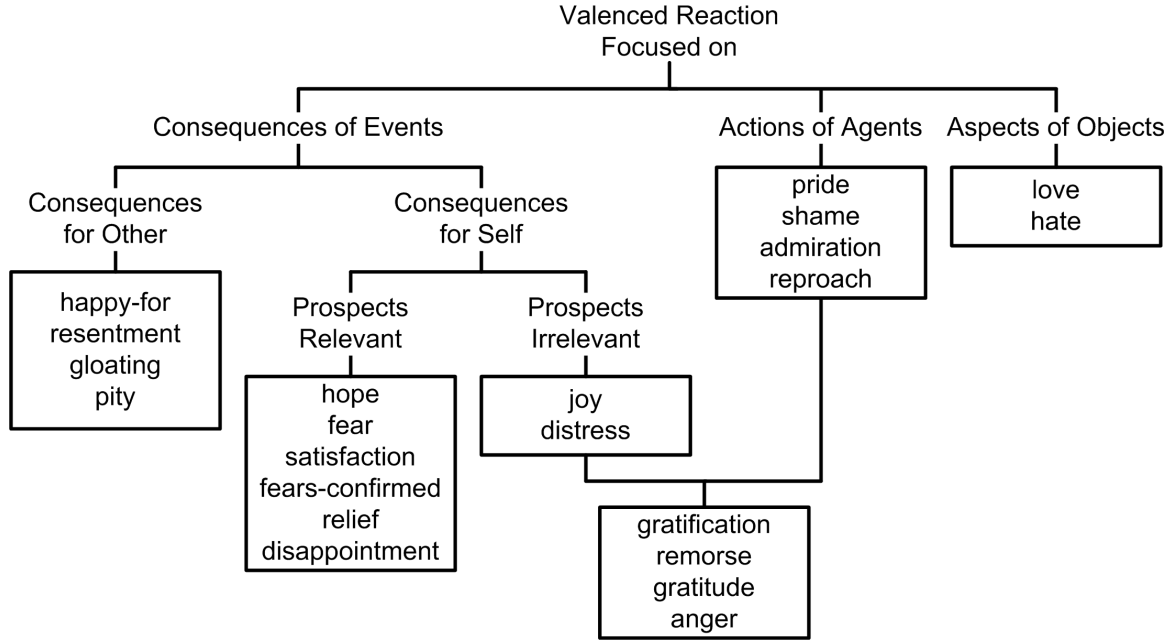 Valenced Reaction
Focused on
Consequences of Events
Actions of Agents
Aspects of Objects
Consequences
for Other
Consequences
for Self
pride
shame
admiration
reproach
love
hate
happy-for
resentment
gloating
pity
Prospects
Relevant
Prospects
Irrelevant
hope
fear
satisfaction
fears-confirmed
relief
disappointment
joy
distress
gratification
remorse
gratitude
anger